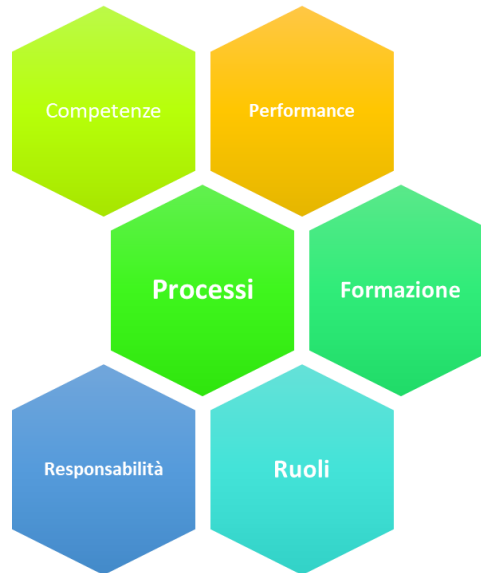 Competenze
Performance
Processi
Formazione
Responsabilità
Ruoli